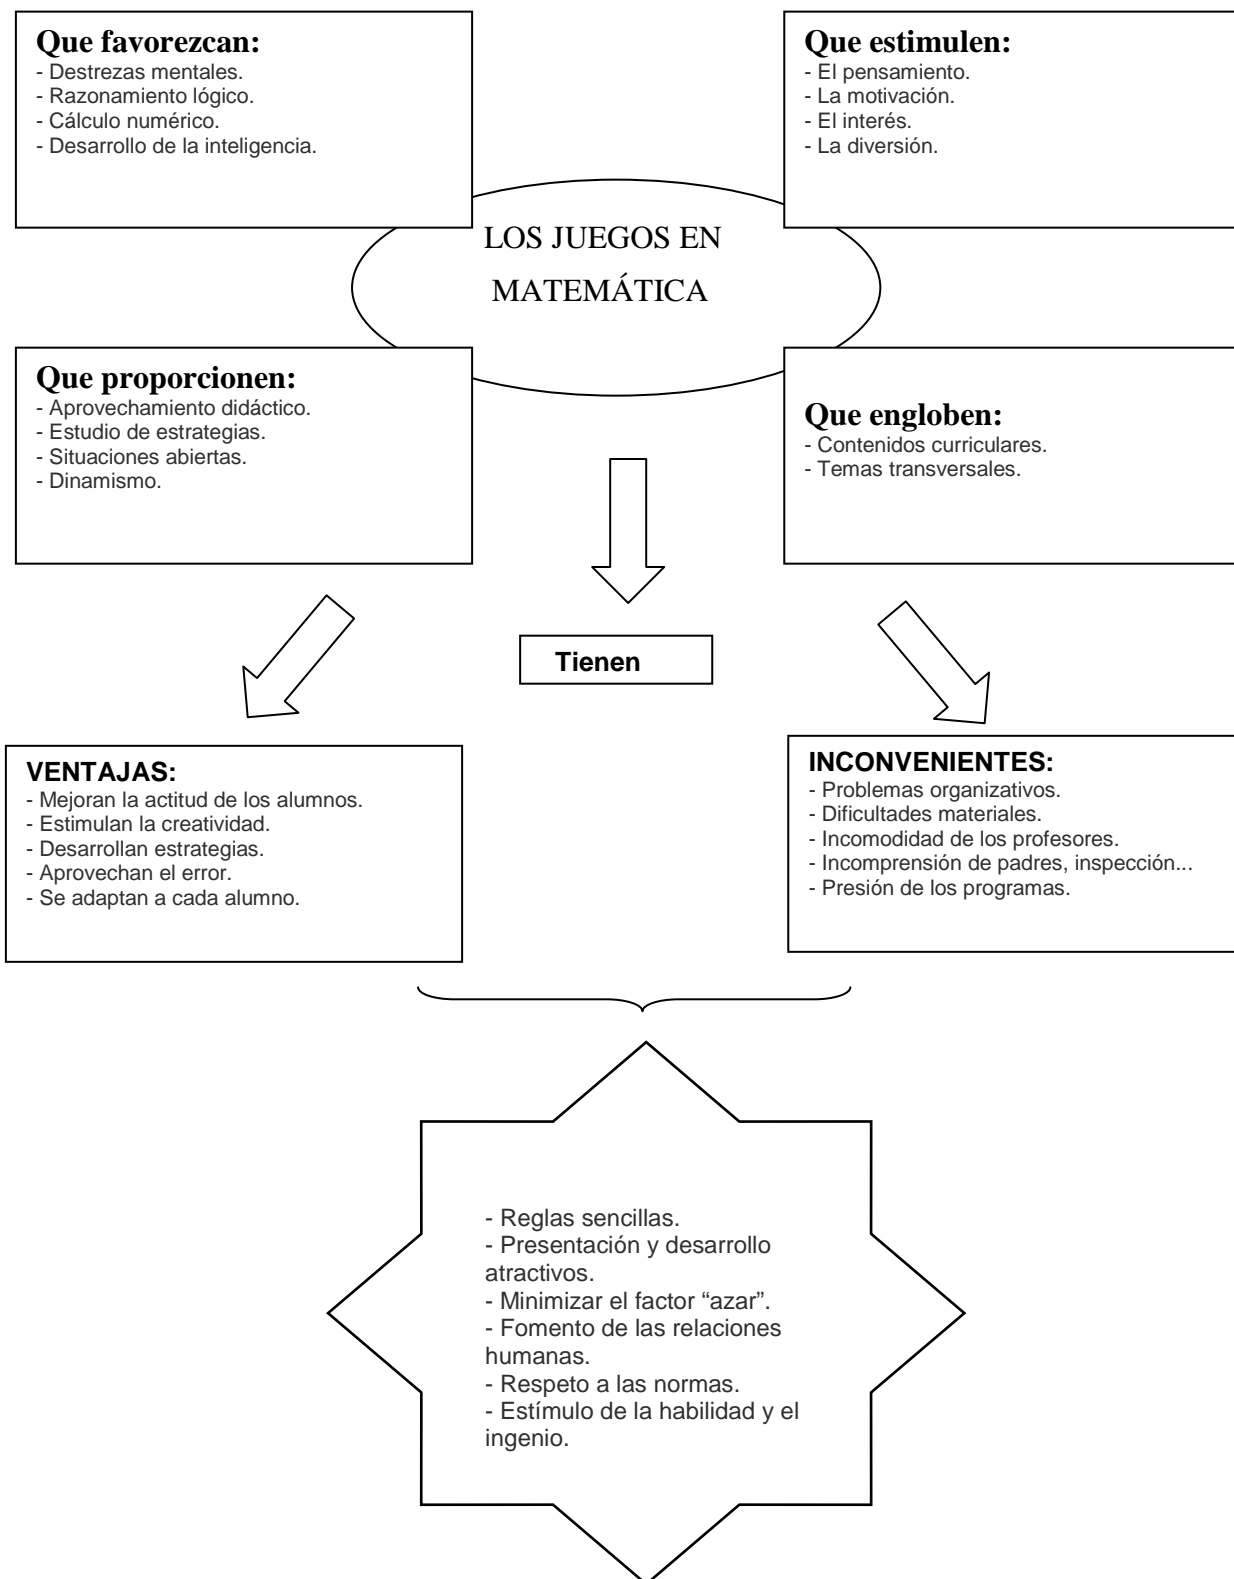 Que favorezcan:
- Destrezas mentales.
- Razonamiento lógico.
- Cálculo numérico.
- Desarrollo de la inteligencia.
Que estimulen:
- El pensamiento.
- La motivación.
- El interés.
- La diversión.
LOS JUEGOS EN
MATEMÁTICA
Que proporcionen:
- Aprovechamiento didáctico.
- Estudio de estrategias.
- Situaciones abiertas.
- Dinamismo.
Que engloben:
- Contenidos curriculares.
- Temas transversales.
Tienen
VENTAJAS:
- Mejoran la actitud de los alumnos.
- Estimulan la creatividad.
- Desarrollan estrategias.
- Aprovechan el error.
- Se adaptan a cada alumno.
INCONVENIENTES:
- Problemas organizativos.
- Dificultades materiales.
- Incomodidad de los profesores.
- Incomprensión de padres, inspección...
- Presión de los programas.
- Reglas sencillas.
- Presentación y desarrollo
atractivos.
- Minimizar el factor “azar”.
- Fomento de las relaciones
humanas.
- Respeto a las normas.
- Estímulo de la habilidad y el
ingenio.